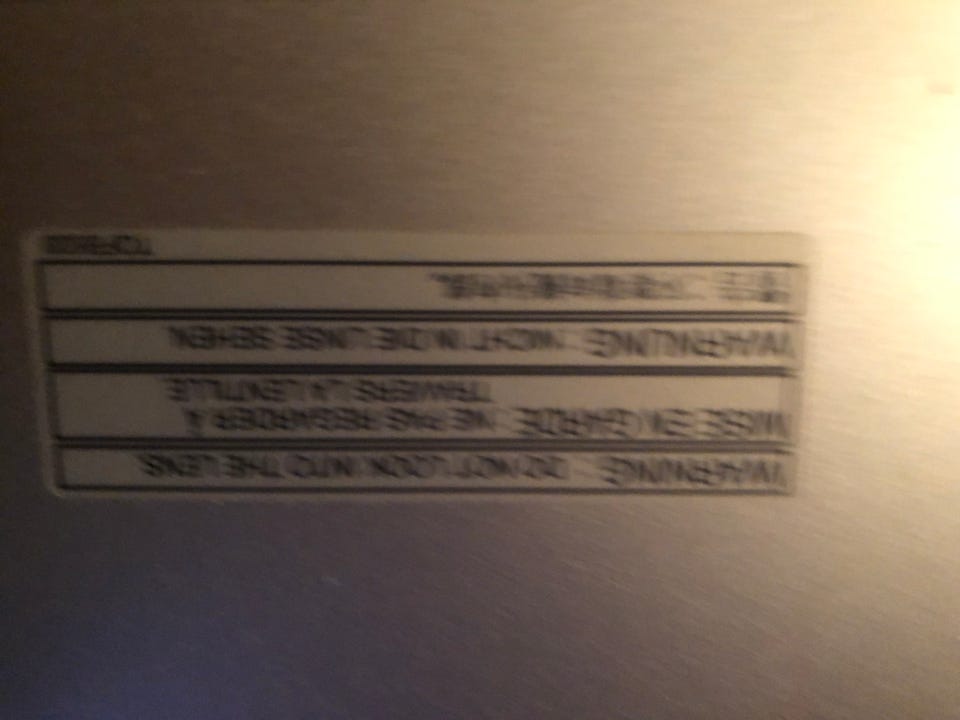 WARNING : DO NOT LOOK INTO THE LENS
MISE EN GARDE : NE PAS REGARDER À
TRAVERS LA LENTILLE
WARNUNG : NICHT IN DIE LINSE SEHEN